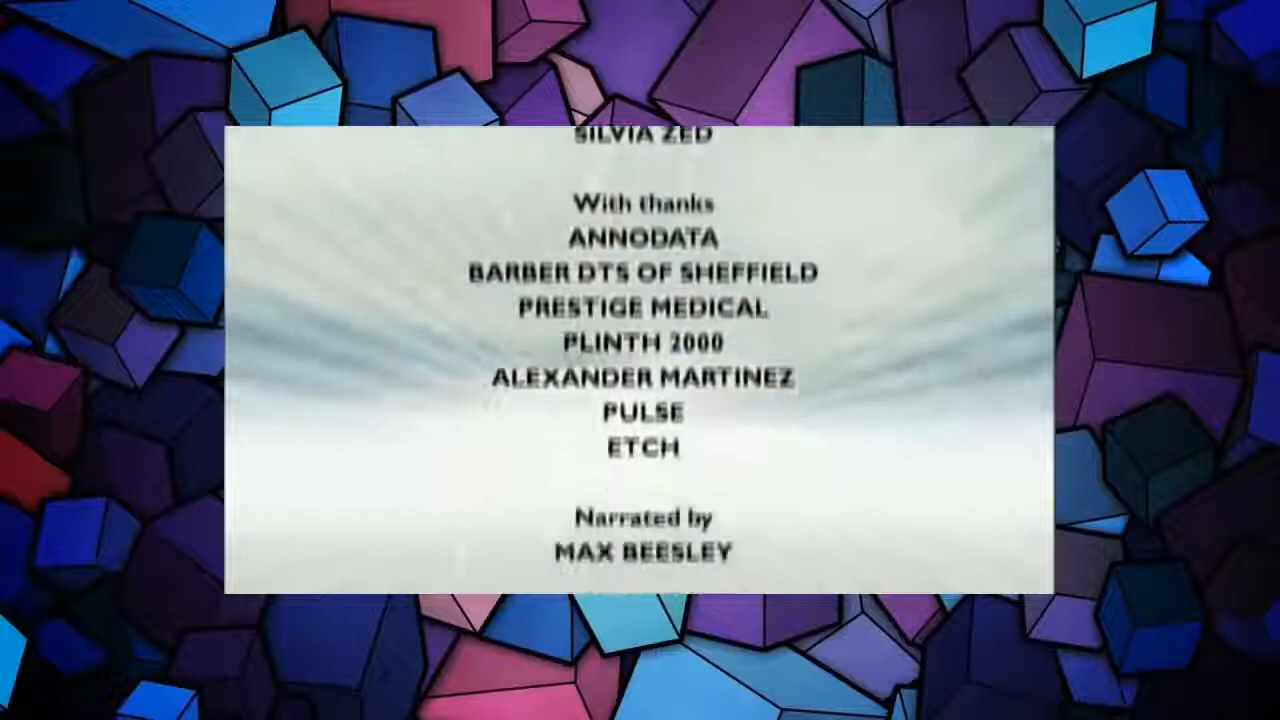 SILVIA ZED
With thanks
ANNODATA
BARBER DTS OF SHEFFIELD
PRESTIGE MEDICAL
PLINTH 2000
ALEXANDER MARTINEZ
PULSE
ETCH
Narrated by
MAX BEESLEY